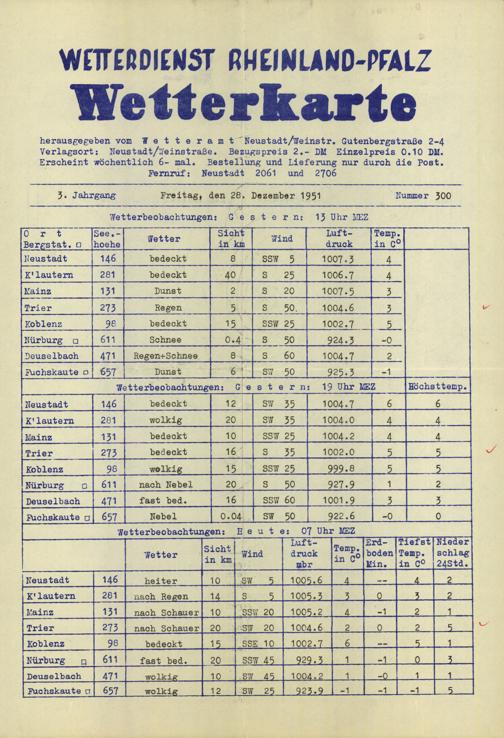 WETTERDIENST RHEINLAND-PFALZ
Wetterkarte
herausgegeben vom W e t t e r a m t Neustadt/Weinstr. Gutenbergstraße 2-4
Verlagsort: Neustadt/Weinstraße. Bezugspreis 2.- DM Einzelpreis 0.10 DM.
Erscheint wöchentlich 6- mal. Bestellung und Lieferung nur durch die Post.
Fernruf: Neustadt 2061 und 2706
3. Jahrgang Freitag, den 28. Dezember 1951 Nummer 300
Wetterbeobachtungen: G e s t e r n: 13 Uhr MEZ
O r t See.- Wetter Sicht Wind Luft- Temp.
Bergstat. □ hoehe in km druck in C°
Neustadt 146 bedeckt 8 SSW 5 1007.3 4
K'lautern 281 bedeckt 40 S 25 1006.7 4
Mainz 131 Dunst 2 S 20 1007.5 3
Trier 273 Regen 5 S 50. 1004.6 3
Koblenz 98 bedeckt 15 SSW 25 1002.7 5
Nürburg □ 611 Schnee 0.4 S 50 924.3 -0
Deuselbach 471 Regen+Schnee 8 S 60 1004.7 2
Fuchskaute □ 657 Dunst 6 SW 50 925.3 -1
Wetterbeobachtungen: G e s t e r n: 19 Uhr MEZ Höchsttemp.
Neustadt 146 bedeckt 12 SW 35 1004.7 6 6
K'lautern 281 wolkig 20 SW 35 1004.0 4 4
Mainz 131 bedeckt 10 SSW 25 1004.2 4 4
Trier 273 bedeckt 16 S 35 1002.0 5 5
Koblenz 98 wolkig 15 SSW 25 999.8 5 5
Nürburg □ 611 nach Nebel 20 S 50 927.9 1 2
Deuselbach 471 fast bed. 16 SSW 60 1001.9 3 3
Fuchskaute □ 657 Nebel 0.04 SW 50 922.6 -0 0
Wetterbeobachtungen: H e u t e: 07 Uhr MEZ
Wetter Sicht in km Wind Luft- druck mbr Temp. in C° Erd- boden Min. Tiefst Temp. in C° Nieder schlag 24Std.
Neustadt 146 heiter 10 SW 5 1005.6 4 -- 4 2
K'lautern 281 nach Regen 14 S 5 1005.3 3 0 3 2
Mainz 131 nach Schauer 10 SSW 20 1005.2 4 -1 2 1
Trier 273 nach Schauer 20 SW 20 1004.6 2 0 2 5
Koblenz 98 bedeckt 15 SSE 10 1002.7 6 -- 5 1
Nürburg □ 611 fast bed. 20 SSW 45 929.3 1 -1 0 3
Deuselbach 471 wolkig 10 SW 45 1004.2 1 -0 1 1
Fuchskaute □ 657 wolkig 12 SW 25 923.9 -1 -1 -1 5